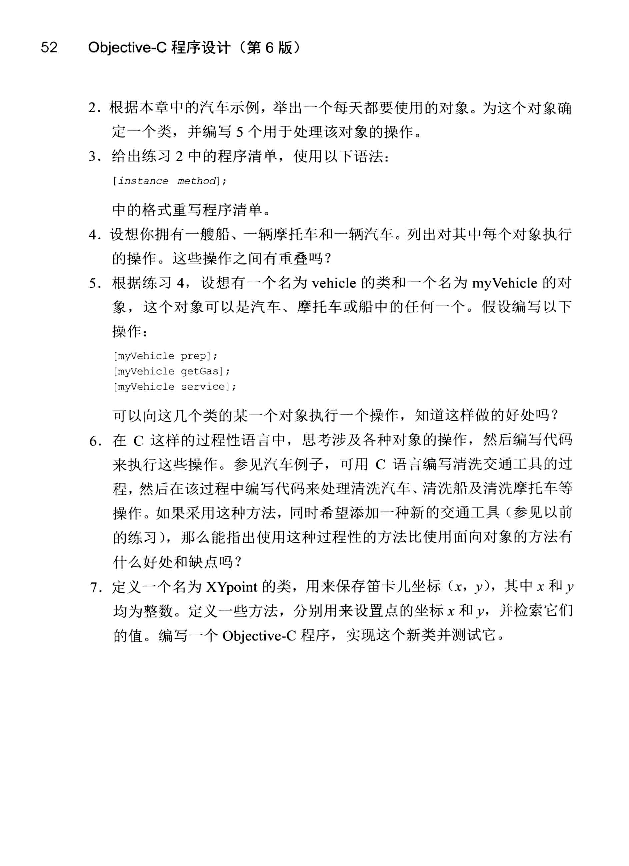 52 Objective-C 程序设计（第 6 版）
2．根据本章中的汽车示例，举出一个每天都要使用的对象。为这个对象确
定一个类，并编写 5 个用于处理该对象的操作。
3．给出练习 2 中的程序清单，使用以下语法：
[instance method];
中的格式重写程序清单。
4．设想你拥有一艘船、一辆摩托车和一辆汽车。列出对其中每个对象执行
的操作。这些操作之间有重叠吗？
5．根据练习 4，设想有一个名为 vehicle 的类和一个名为 myVehicle 的对
象，这个对象可以是汽车、摩托车或船中的任何一个。假设编写以下
操作：
[myVehicle prep];
[myVehicle getGas];
[myVehicle service];
可以向这几个类的某一个对象执行一个操作，知道这样做的好处吗？
6．在 C 这样的过程性语言中，思考涉及各种对象的操作，然后编写代码
来执行这些操作。参见汽车例子，可用 C 语言编写清洗交通工具的过
程，然后在该过程中编写代码来处理清洗汽车、清洗船及清洗摩托车等
操作。如果采用这种方法，同时希望添加一种新的交通工具（参见以前
的练习），那么能指出使用这种过程性的方法比使用面向对象的方法有
什么好处和缺点吗？
7．定义一个名为 XYpoint 的类，用来保存笛卡儿坐标（x，y），其中 x 和 y
均为整数。定义一些方法，分别用来设置点的坐标 x 和 y，并检索它们
的值。编写一个 Objective-C 程序，实现这个新类并测试它。